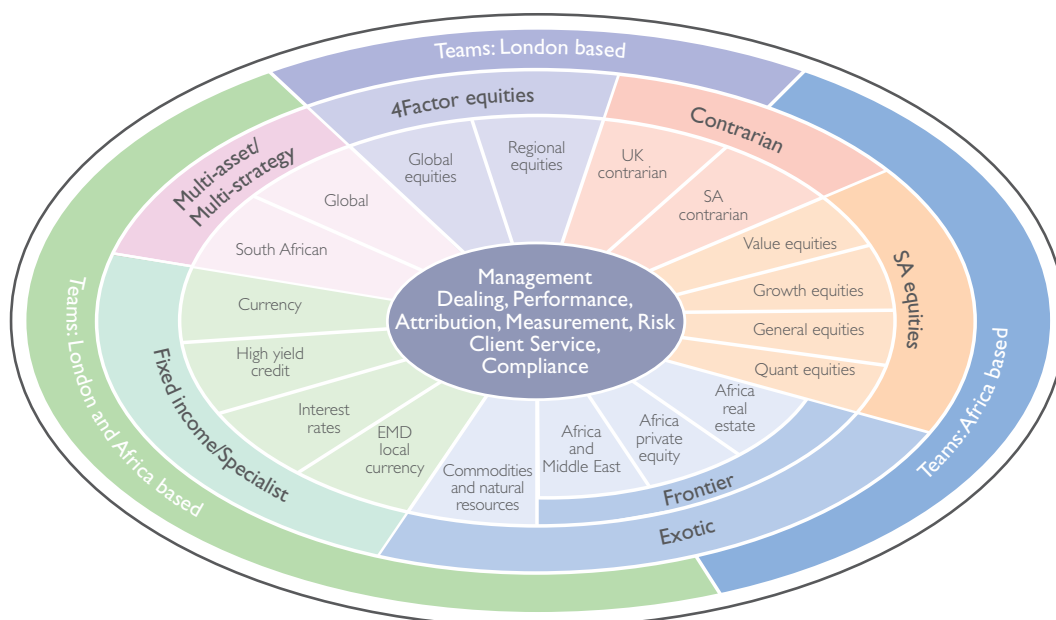 Teams: London based
4Factor equities
Contrarian
Multi-asset/
Multi-strategy
Global
equities
Regional
equities
UK
contrarian
SA
contrarian
Global
South African
Value equities
Growth equities
General equities
Quant equities
SA equities
Management
Dealing, Performance,
Attribution, Measurement, Risk
Client Service,
Compliance
Currency
High yield
credit
Interest
rates
EMD
local
currency
Fixed income/Specialist
Commodities
and natural
resources
Africa
and
Middle East
Africa
private
equity
Africa
real
estate
Frontier
Exotic
Teams: London and Africa based
Teams: Africa based